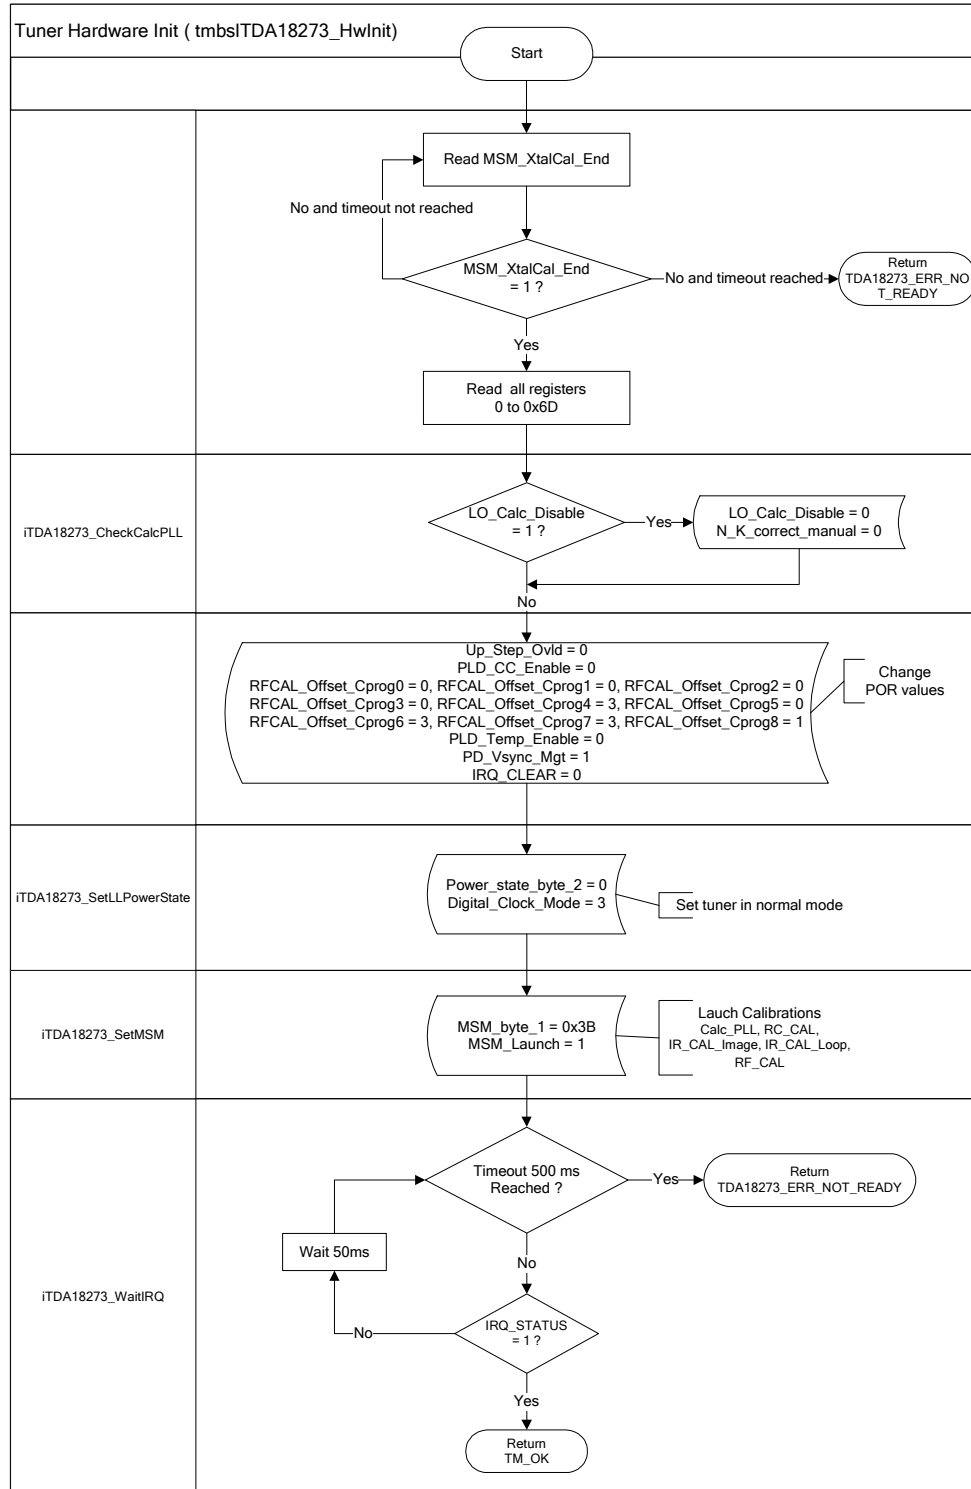 Tuner Hardware Init ( tmbslTDA18273_HwInit)
Start
Read MSM_XtalCal_End
No and timeout not reached
MSM_XtalCal_End
= 1 ?
No and timeout reached
Return
TDA18273_ERR_NO
T_READY
Yes
Read all registers
0 to 0x6D
iTDA18273_CheckCalcPLL
LO_Calc_Disable
= 1 ?
Yes
LO_Calc_Disable = 0
N_K_correct_manual = 0
No
Up_Step_Ovld = 0
PLD_CC_Enable = 0
RFCAL_Offset_Cprog0 = 0, RFCAL_Offset_Cprog1 = 0, RFCAL_Offset_Cprog2 = 0
RFCAL_Offset_Cprog3 = 0, RFCAL_Offset_Cprog4 = 3, RFCAL_Offset_Cprog5 = 0
RFCAL_Offset_Cprog6 = 3, RFCAL_Offset_Cprog7 = 3, RFCAL_Offset_Cprog8 = 1
PLD_Temp_Enable = 0
PD_Vsync_Mgt = 1
IRQ_CLEAR = 0
Change
POR values
iTDA18273_SetLLPowerState
Power_state_byte_2 = 0
Digital_Clock_Mode = 3
Set tuner in normal mode
iTDA18273_SetMSM
MSM_byte_1 = 0x3B
MSM_Launch = 1
Lauch Calibrations
Calc_PLL, RC_CAL,
IR_CAL_Image, IR_CAL_Loop,
RF_CAL
iTDA18273_WaitIRQ
Timeout 500 ms
Reached ?
Yes
Return
TDA18273_ERR_NOT_READY
Wait 50ms
No
IRQ_STATUS
= 1 ?
No
Yes
Return
TM_OK